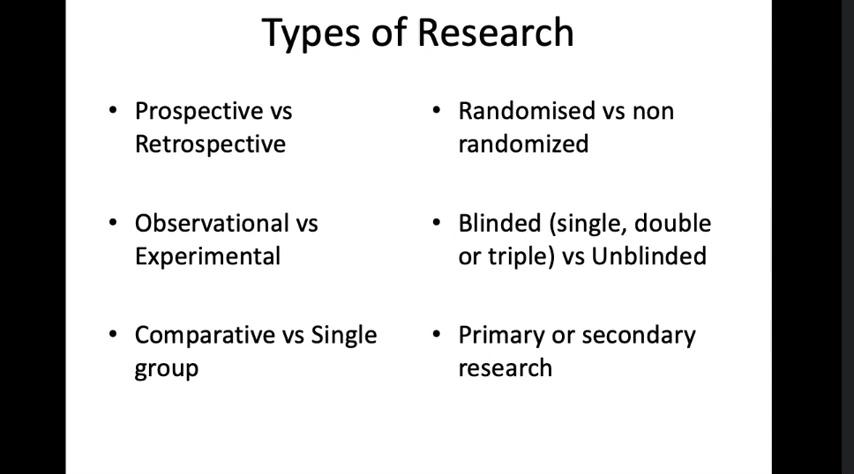 Types of Research
• Prospective vs
Retrospective
• Observational vs
Experimental
• Comparative vs Single
group
• Randomised vs non
randomized
• Blinded (single, double
or triple) vs Unblinded
• Primary or secondary
research